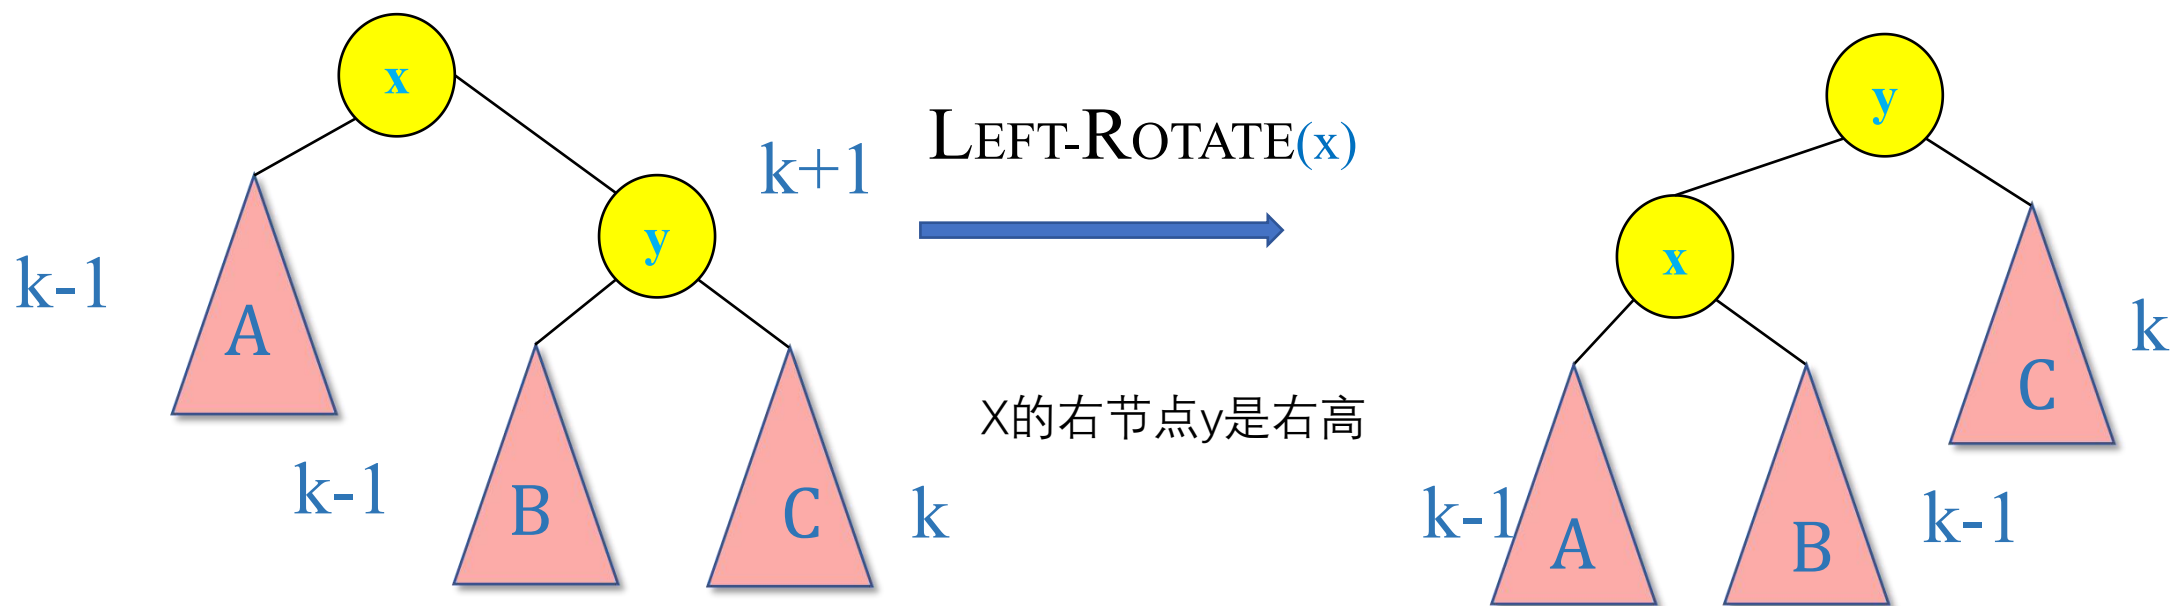 x
y
k+1
k-1
A
k-1
B
C
k
LEFT-ROTATE(x)
X的右节点y是右高
y
x
k
C
k-1
A
B
k-1